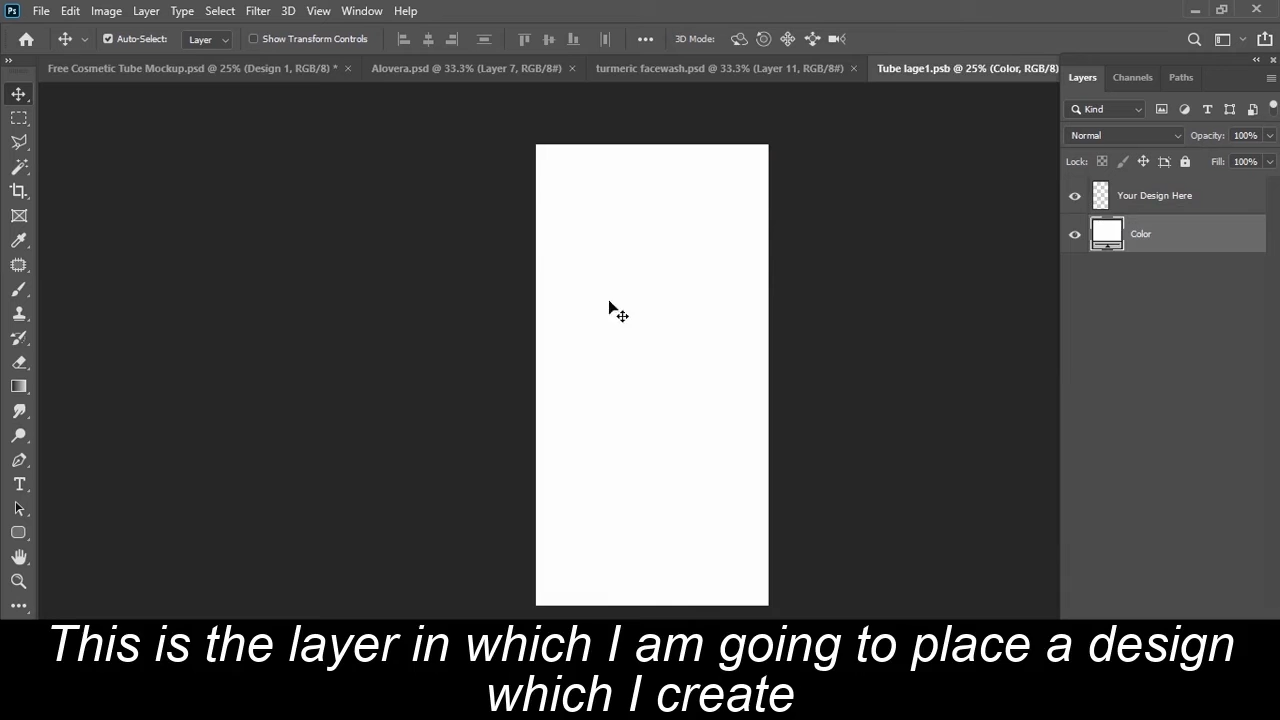 Ps File Edit Image Layer Type Select Filter 3D View Window Help
Auto-Select: Layer Show Transform Controls 3D Mode:
Free Cosmetic Tube Mockup.psd @ 25% (Design 1, RGB/8) * Alovera.psd @ 33.3% (Layer 7, RGB/8#) turmeric facewash.psd @ 33.3% (Layer 11, RGB/8#) Tube lage1.psb @ 25% (Color, RGB/8)
Layers Channels Paths
Kind
Normal Opacity: 100%
Lock: Fill: 100%
Your Design Here
Color
This is the layer in which I am going to place a design
which I create